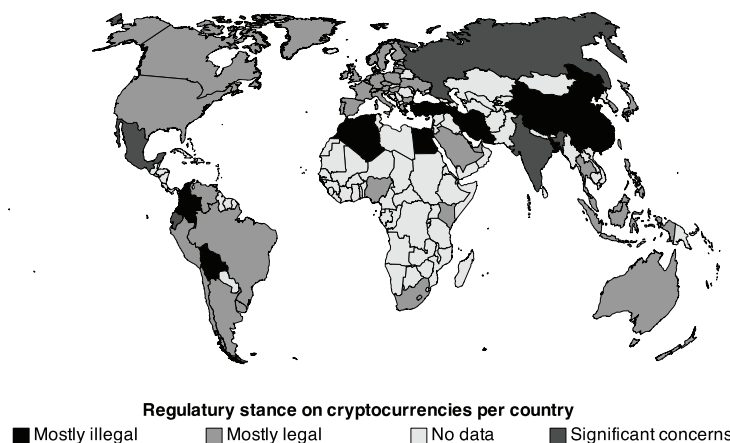 Regulatury stance on cryptocurrencies per country
Mostly illegal Mostly legal No data Significant concerns